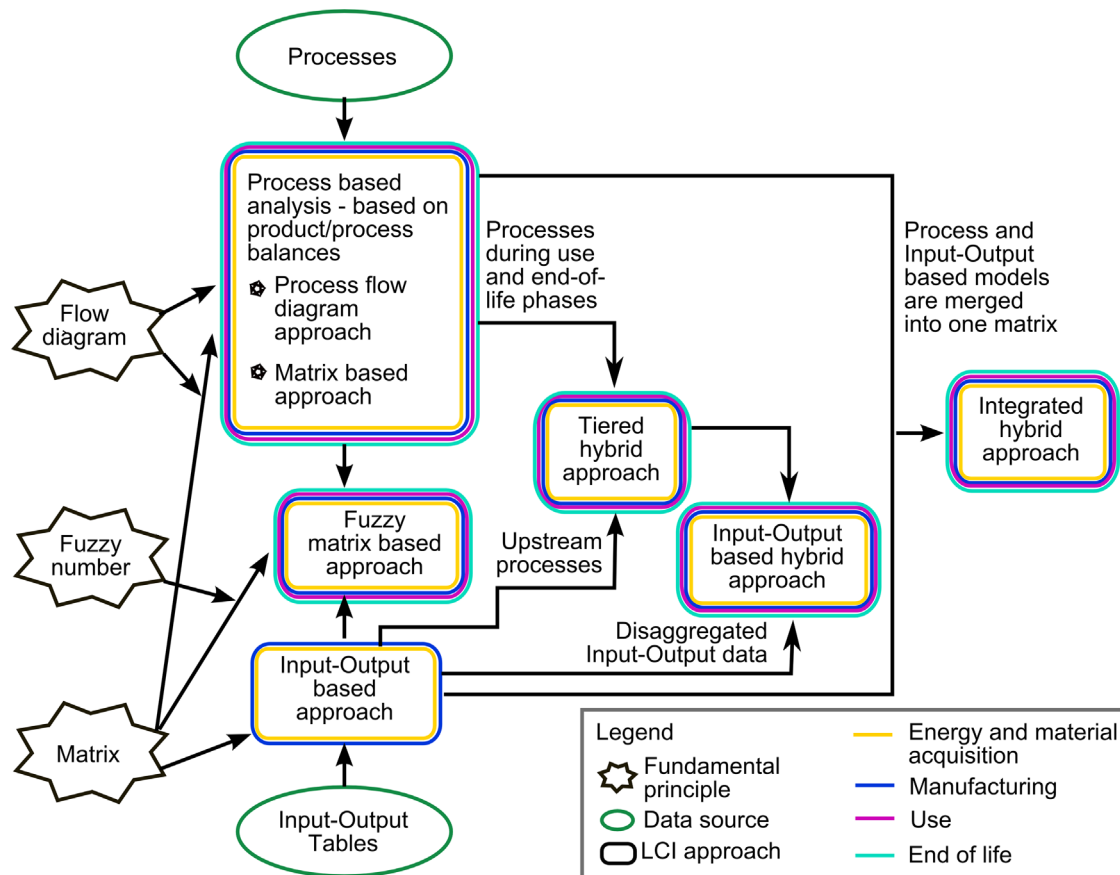 Processes
Process based
analysis - based on
product/process
balances
Process flow
diagram
approach
Matrix based
approach
Processes
during use
and end-of-
life phases
Process and
Input-Output
based models
are merged
into one matrix
Flow
diagram
Tiered
hybrid
approach
Integrated
hybrid
approach
Fuzzy
number
Fuzzy
matrix based
approach
Upstream
processes
Input-Output
based hybrid
approach
Disaggregated
Input-Output data
Input-Output
based
approach
Matrix
Input-Output
Tables
Legend
Fundamental
principle
Data source
LCI approach
Energy and material
acquisition
Manufacturing
Use
End of life